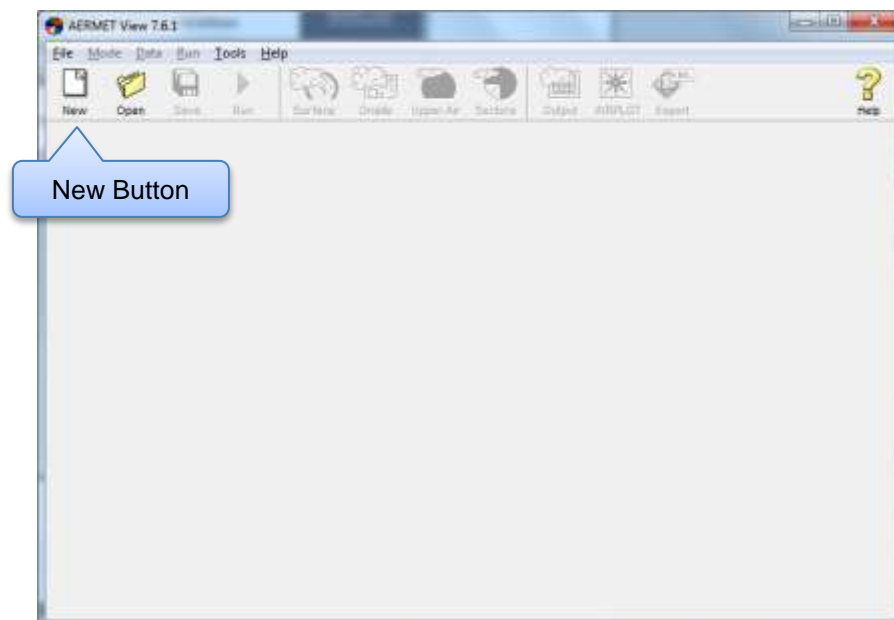 AERMET View 7.6.1
File Mode Data Run Tools Help
New Open Save Run Surface Onsite Upper Air Sectors Output AIRPLOT Export Help
New Button